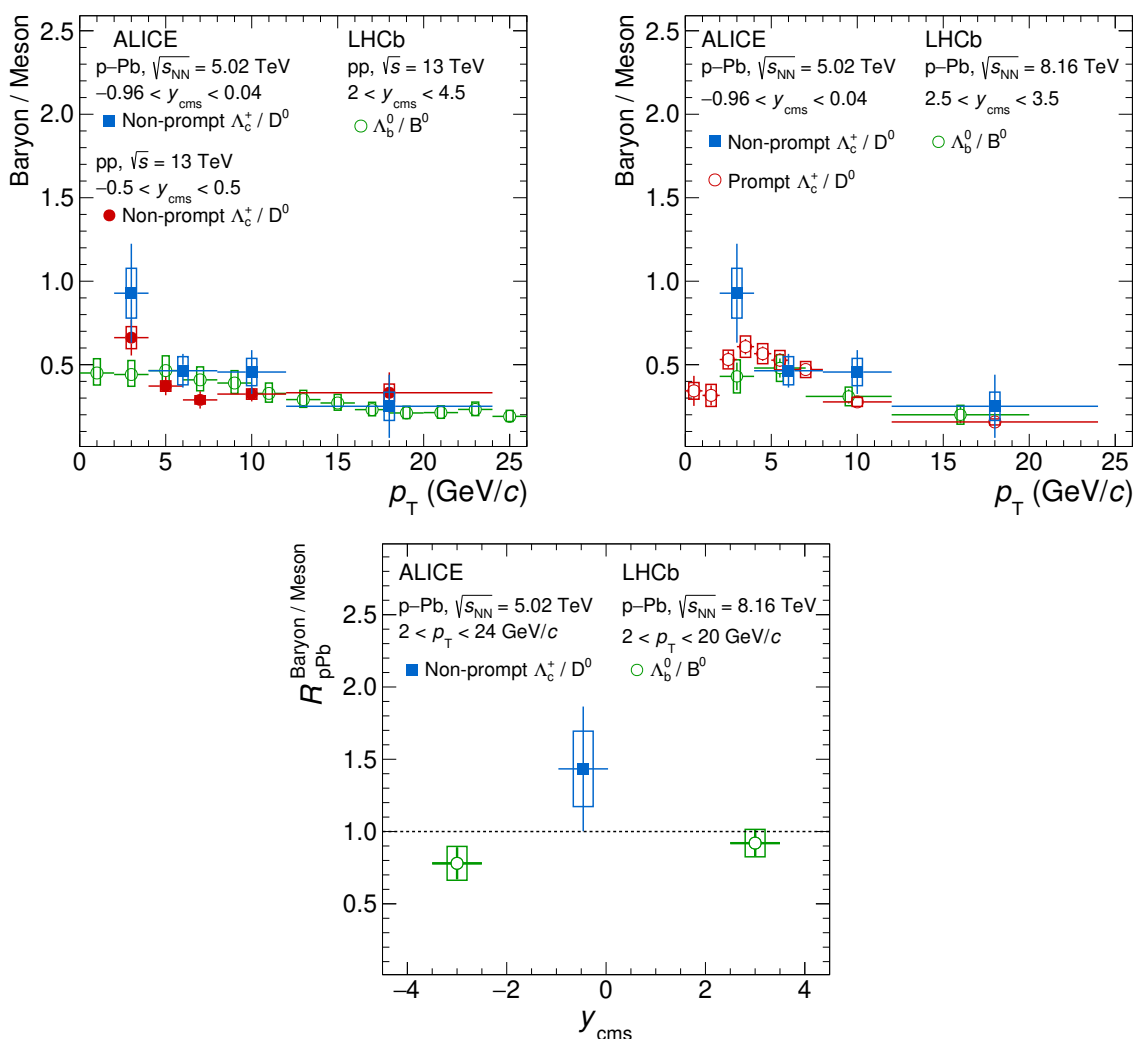 Baryon / Meson
2.5
2.0
1.5
1.0
0.5
ALICE
p–Pb, √sNN = 5.02 TeV
−0.96 < ycms < 0.04
Non-prompt Λc+ / D0
pp, √s = 13 TeV
−0.5 < ycms < 0.5
Non-prompt Λc+ / D0
LHCb
pp, √s = 13 TeV
2 < ycms < 4.5
Λb0 / B0
0 5 10 15 20 25
pT (GeV/c)
Baryon / Meson
2.5
2.0
1.5
1.0
0.5
ALICE
p–Pb, √sNN = 5.02 TeV
−0.96 < ycms < 0.04
Non-prompt Λc+ / D0
Prompt Λc+ / D0
LHCb
p–Pb, √sNN = 8.16 TeV
2.5 < ycms < 3.5
Λb0 / B0
0 5 10 15 20 25
pT (GeV/c)
RpPb Baryon / Meson
2.5
2.0
1.5
1.0
0.5
ALICE
p–Pb, √sNN = 5.02 TeV
2 < pT < 24 GeV/c
Non-prompt Λc+ / D0
LHCb
p–Pb, √sNN = 8.16 TeV
2 < pT < 20 GeV/c
Λb0 / B0
−4 −2 0 2 4
ycms